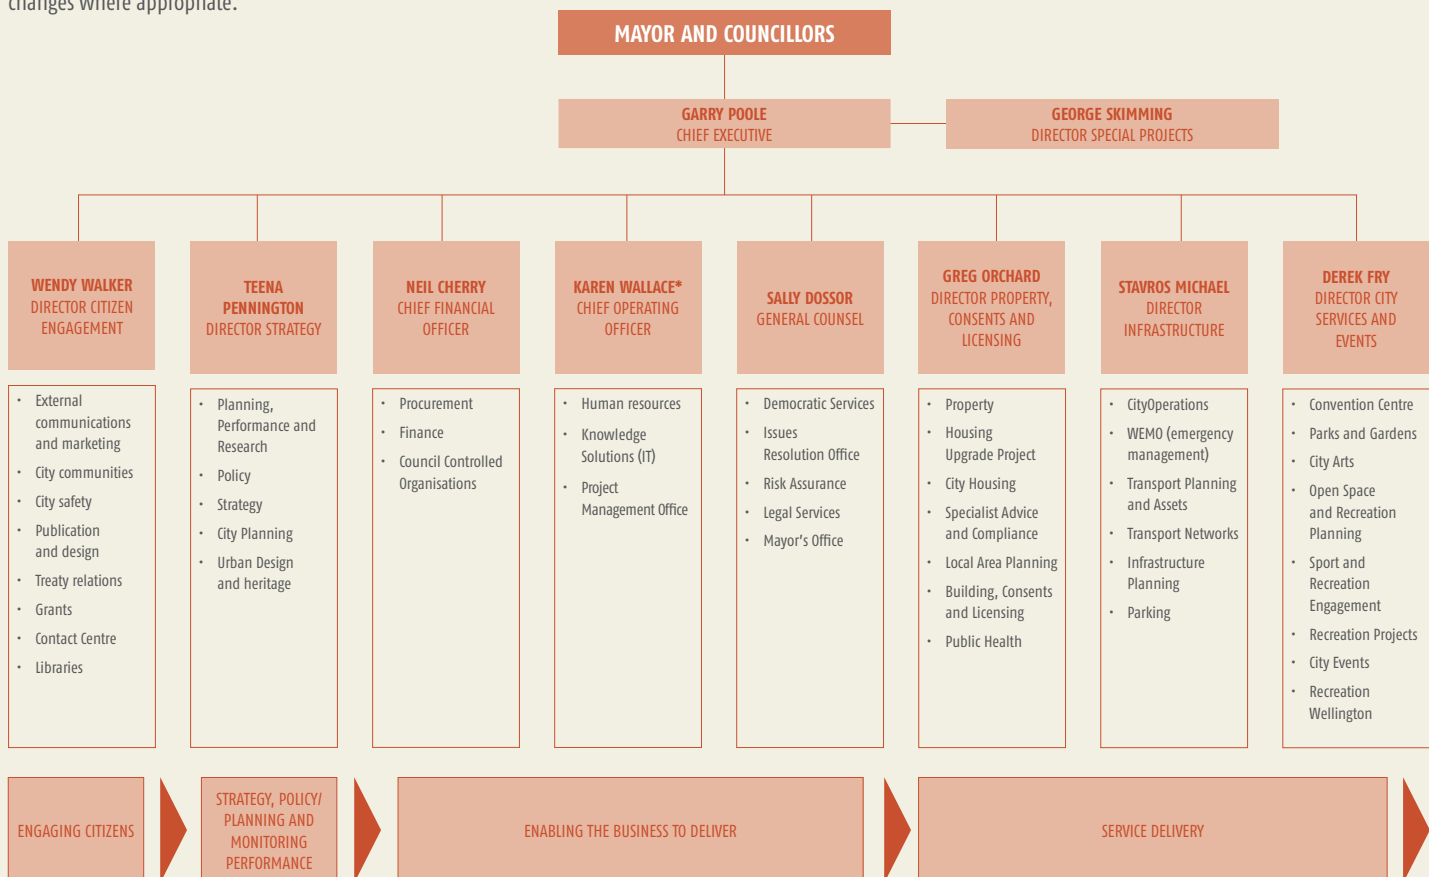 changes where appropriate.
MAYOR AND COUNCILLORS
GARRY POOLE
CHIEF EXECUTIVE
GEORGE SKIMMING
DIRECTOR SPECIAL PROJECTS
WENDY WALKER
DIRECTOR CITIZEN
ENGAGEMENT
TEENA
PENNINGTON
DIRECTOR STRATEGY
NEIL CHERRY
CHIEF FINANCIAL
OFFICER
KAREN WALLACE*
CHIEF OPERATING
OFFICER
SALLY DOSSOR
GENERAL COUNSEL
GREG ORCHARD
DIRECTOR PROPERTY,
CONSENTS AND
LICENSING
STAVROS MICHAEL
DIRECTOR
INFRASTRUCTURE
DEREK FRY
DIRECTOR CITY
SERVICES AND
EVENTS
• External
communications
and marketing
• City communities
• City safety
• Publication
and design
• Treaty relations
• Grants
• Contact Centre
• Libraries
• Planning,
Performance and
Research
• Policy
• Strategy
• City Planning
• Urban Design
and heritage
• Procurement
• Finance
• Council Controlled
Organisations
• Human resources
• Knowledge
Solutions (IT)
• Project
Management Office
• Democratic Services
• Issues
Resolution Office
• Risk Assurance
• Legal Services
• Mayor's Office
• Property
• Housing
Upgrade Project
• City Housing
• Specialist Advice
and Compliance
• Local Area Planning
• Building, Consents
and Licensing
• Public Health
• CityOperations
• WEMO (emergency
management)
• Transport Planning
and Assets
• Transport Networks
• Infrastructure
Planning
• Parking
• Convention Centre
• Parks and Gardens
• City Arts
• Open Space
and Recreation
Planning
• Sport and
Recreation
Engagement
• Recreation Projects
• City Events
• Recreation
Wellington
ENGAGING CITIZENS
STRATEGY, POLICY/
PLANNING AND
MONITORING
PERFORMANCE
ENABLING THE BUSINESS TO DELIVER
SERVICE DELIVERY